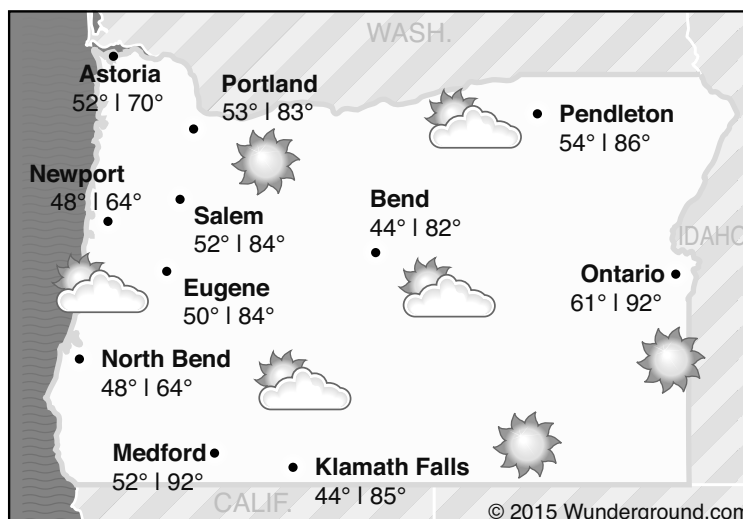 WASH.
Astoria
52° | 70°
Portland
53° | 83°
Pendleton
54° | 86°
Newport
48° | 64°
Salem
52° | 84°
Bend
44° | 82°
IDAHO
Ontario
61° | 92°
Eugene
50° | 84°
North Bend
48° | 64°
Medford
52° | 92°
Klamath Falls
44° | 85°
CALIF.
© 2015 Wunderground.com